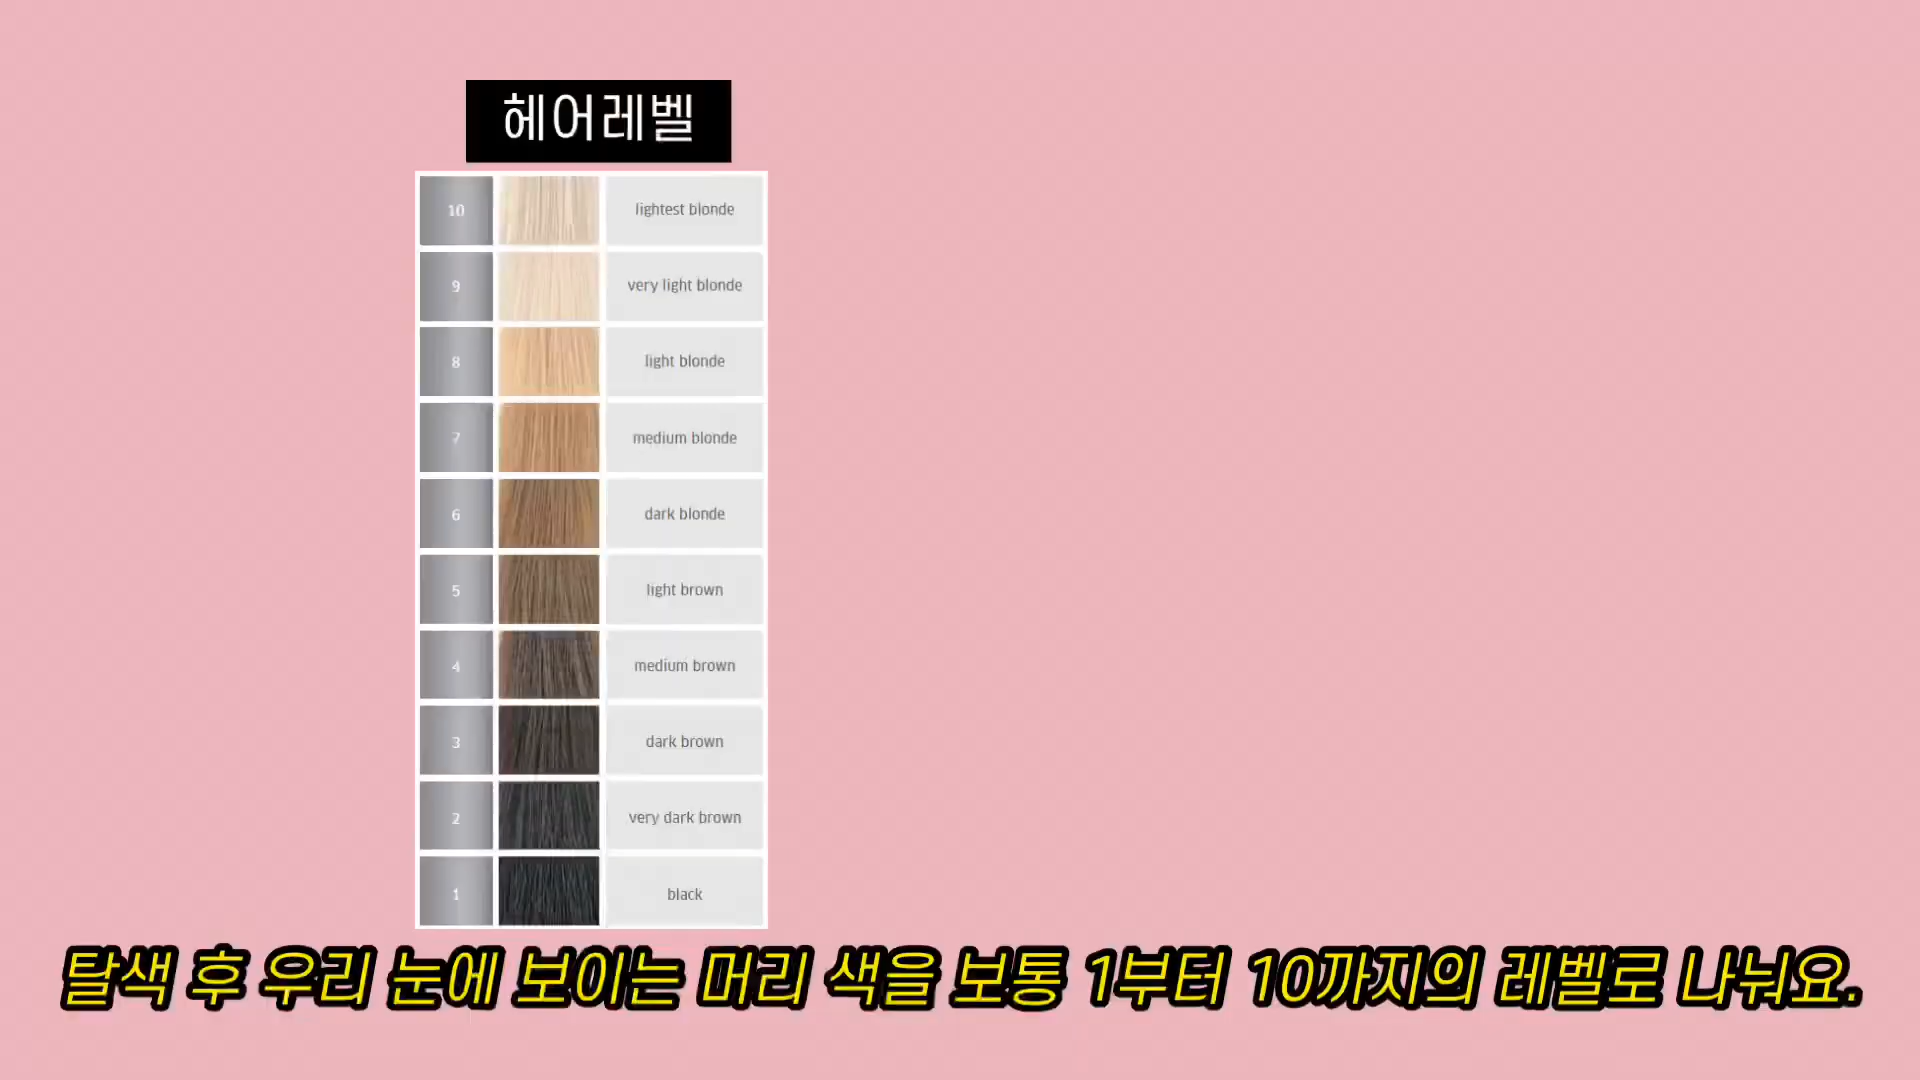 헤어레벨
10 lightest blonde
9 very light blonde
8 light blonde
7 medium blonde
6 dark blonde
5 light brown
4 medium brown
3 dark brown
2 very dark brown
1 black
탈색 후 우리 눈에 보이는 머리 색을 보통 1부터 10까지의 레벨로 나눠요.